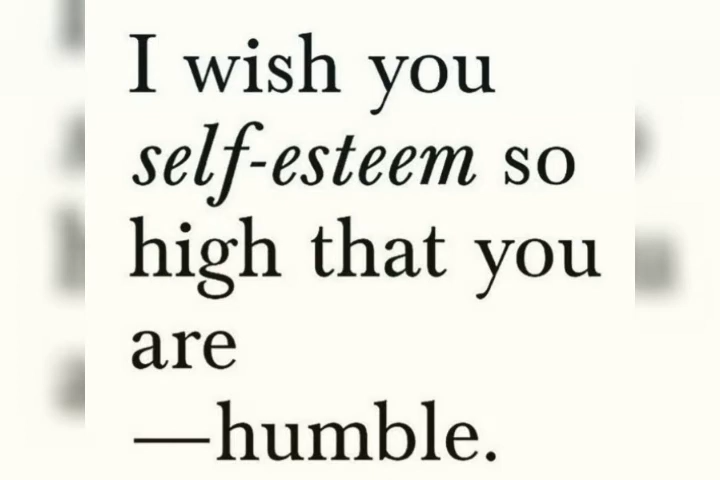 I wish you
self-esteem so
high that you
are
—humble.